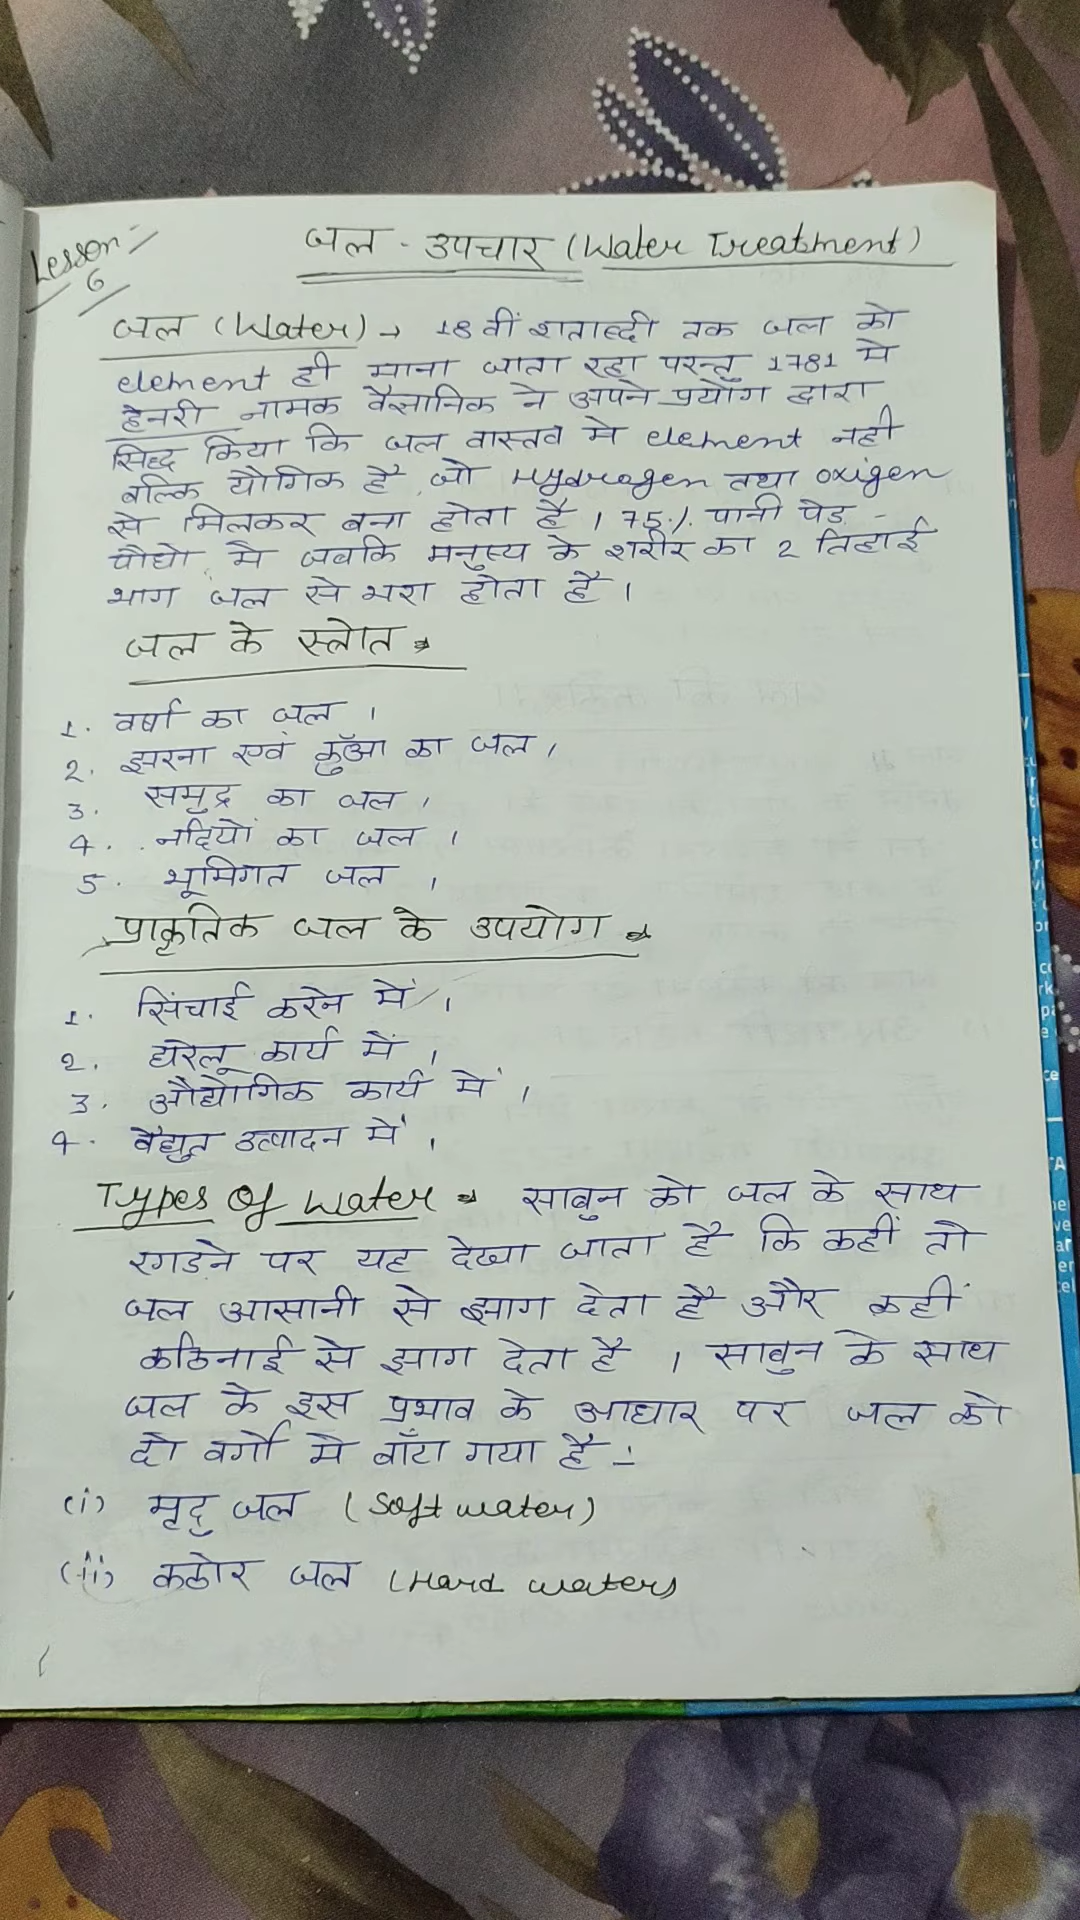 Lesson:-
6
जल - उपचार (Water Treatment)
जल (Water) → 18 वीं शताब्दी तक जल को
element ही माना जाता रहा परन्तु 1781 मे
हेनरी नामक वैज्ञानिक ने अपने प्रयोग द्वारा
सिद्ध किया कि जल वास्तव मे element नही
बल्कि यौगिक है जो Hydrogen तथा oxigen
से मिलकर बना होता है । 75% पानी पेड़ -
पौधो मै जबकि मनुष्य के शरीर का 2 तिहाई
भाग जल से भरा होता है ।
जल के स्त्रोत →
1. वर्षा का जल ।
2. झरना एवं कुँआ का जल ।
3. समुद्र का जल ।
4. नदियों का जल ।
5. भूमिगत जल ।
प्राकृतिक जल के उपयोग →
1. सिंचाई करने में ।
2. घरेलू कार्य में ।
3. औद्योगिक कार्य में ।
4. वैद्युत उत्पादन में ।
Types of Water → साबुन को जल के साथ
रगडने पर यह देखा जाता है कि कहीं तो
जल आसानी से झाग देता है और कहीं
कठिनाई से झाग देता है । साबुन के साथ
जल के इस प्रभाव के आधार पर जल को
दो वर्गो मे बाँटा गया है :-
(i) मृदु जल (Soft water)
(ii) कठोर जल (Hard water)